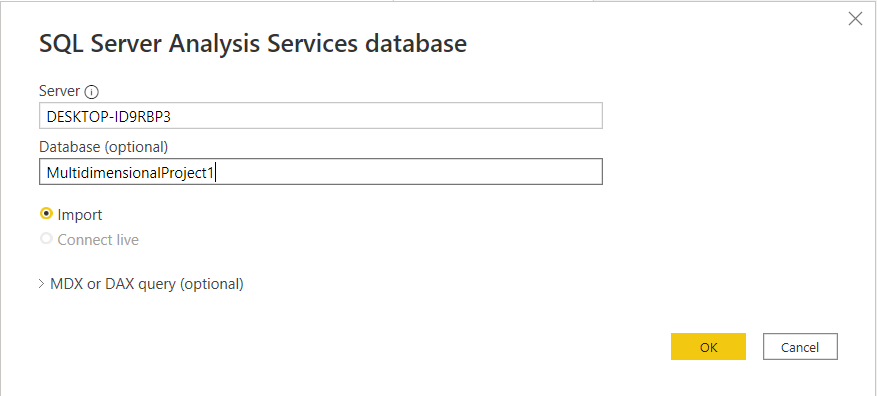 SQL Server Analysis Services database
Server
DESKTOP-ID9RBP3
Database (optional)
MultidimensionalProject1
Import
Connect live
MDX or DAX query (optional)
OK Cancel